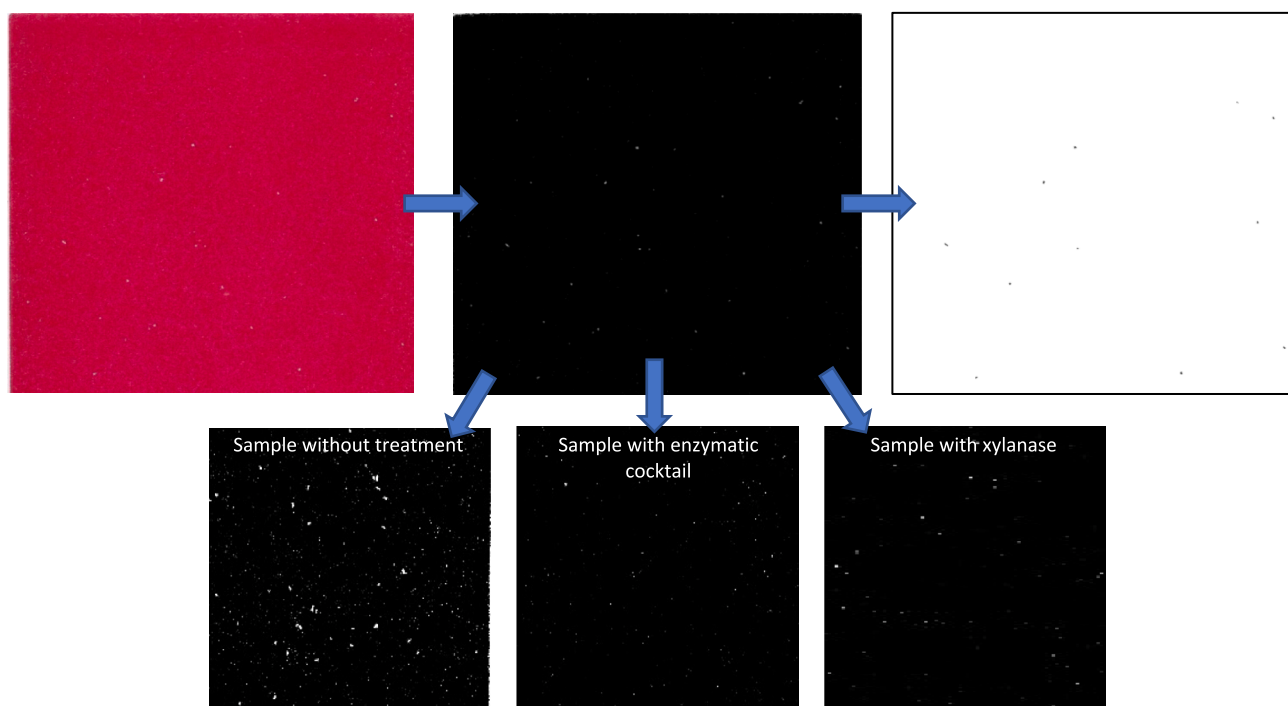 Sample without treatment
Sample with enzymatic
cocktail
Sample with xylanase